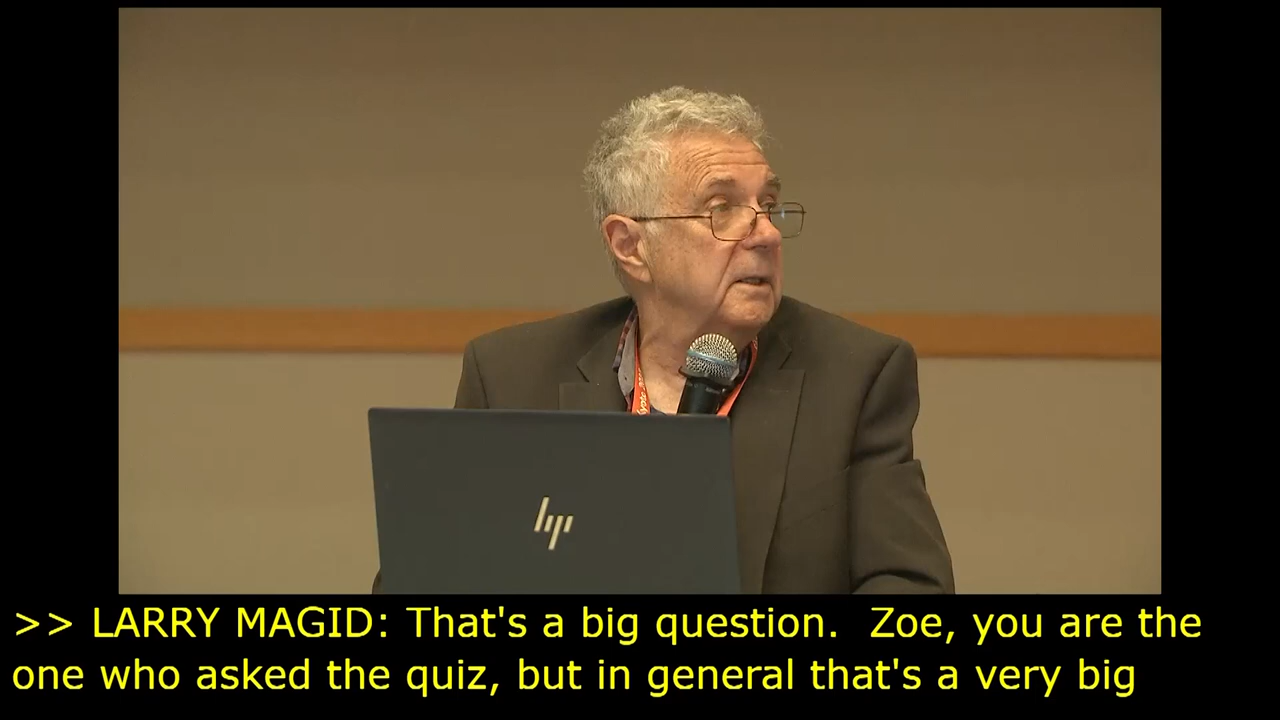 hp
>> LARRY MAGID: That's a big question.  Zoe, you are the
one who asked the quiz, but in general that's a very big